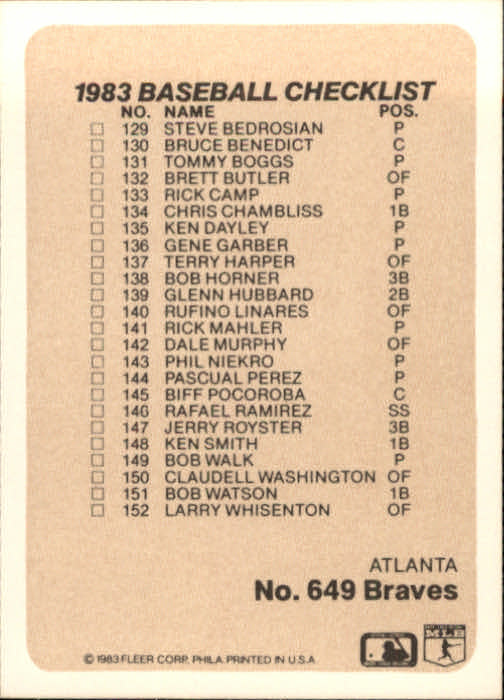 1983 BASEBALL CHECKLIST
NO. NAME POS.
129 STEVE BEDROSIAN P
130 BRUCE BENEDICT C
131 TOMMY BOGGS P
132 BRETT BUTLER OF
133 RICK CAMP P
134 CHRIS CHAMBLISS 1B
135 KEN DAYLEY P
136 GENE GARBER P
137 TERRY HARPER OF
138 BOB HORNER 3B
139 GLENN HUBBARD 2B
140 RUFINO LINARES OF
141 RICK MAHLER P
142 DALE MURPHY OF
143 PHIL NIEKRO P
144 PASCUAL PEREZ P
145 BIFF POCOROBA C
146 RAFAEL RAMIREZ SS
147 JERRY ROYSTER 3B
148 KEN SMITH 1B
149 BOB WALK P
150 CLAUDELL WASHINGTON OF
151 BOB WATSON 1B
152 LARRY WHISENTON OF
ATLANTA
No. 649 Braves
© 1983 FLEER CORP. PHILA. PRINTED IN U.S.A.
MLB